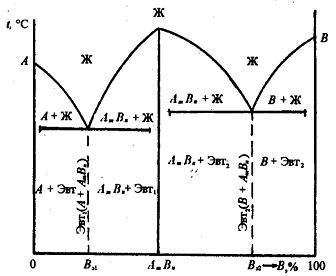 Ж
t, °C
B
A
Ж
Ж
A + Ж
AₘBₙ + Ж
AₘBₙ + Ж
B + Ж
A + Эвт₁
Эвт₁(A + AₘBₙ)
AₘBₙ + Эвт₁
AₘBₙ + Эвт₂
Эвт₂(B + AₘBₙ)
B + Эвт₂
0
Bэ1
AₘBₙ
Bэ2
B, %
100